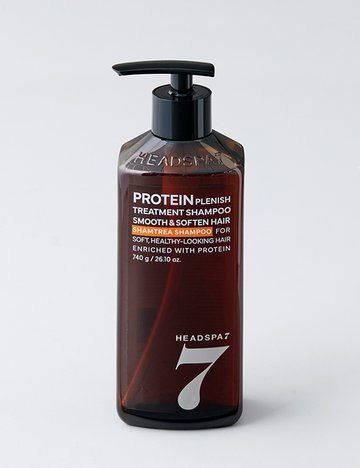 HEADSPA7
PROTEIN PLENISH
TREATMENT SHAMPOO
SMOOTH & SOFTEN HAIR
SHAMTREA SHAMPOO FOR
SOFT, HEALTHY-LOOKING HAIR
ENRICHED WITH PROTEIN
740 g / 26.10 oz.
HEADSPA7
7